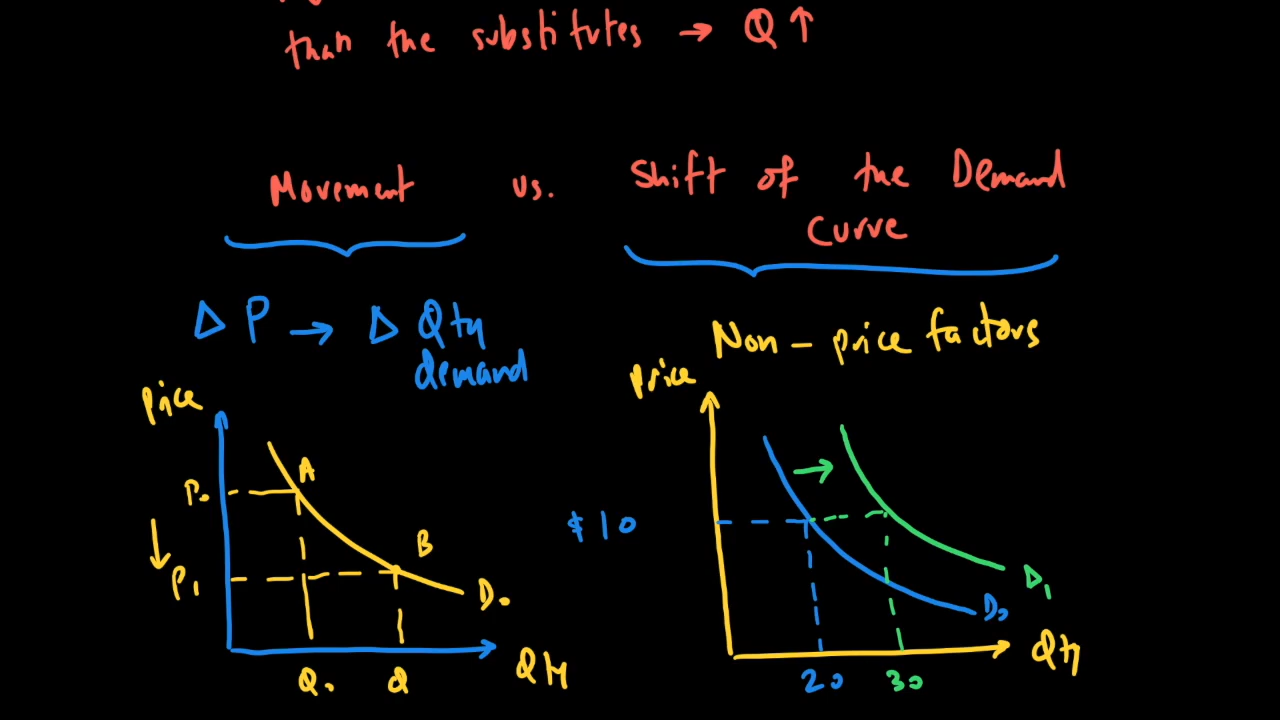 than the substitutes → Q ↑
Movement vs. Shift of the Demand
Curve
Δ P → Δ Qty
demand
Non - price factors
Price
P₀
P₁
A
B
D₀
Q₀ Q
Qty
Price
$10
D₁
D₀
20 30
Qty